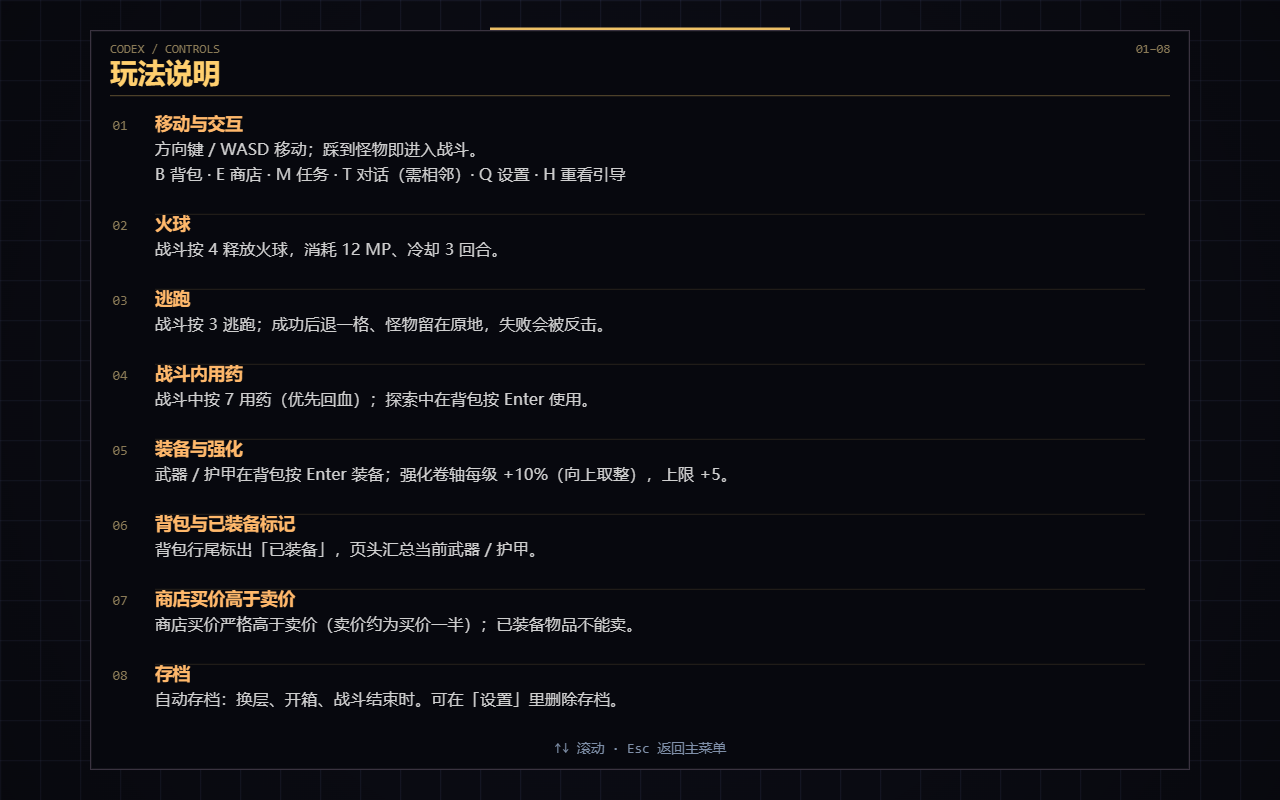 CODEX / CONTROLS
01–08
玩法说明
01 移动与交互
方向键 / WASD 移动；踩到怪物即进入战斗。
B 背包 · E 商店 · M 任务 · T 对话（需相邻）· Q 设置 · H 重看引导
02 火球
战斗按 4 释放火球，消耗 12 MP、冷却 3 回合。
03 逃跑
战斗按 3 逃跑；成功后退一格、怪物留在原地，失败会被反击。
04 战斗内用药
战斗中按 7 用药（优先回血）；探索中在背包按 Enter 使用。
05 装备与强化
武器 / 护甲在背包按 Enter 装备；强化卷轴每级 +10%（向上取整），上限 +5。
06 背包与已装备标记
背包行尾标出「已装备」，页头汇总当前武器 / 护甲。
07 商店买价高于卖价
商店买价严格高于卖价（卖价约为买价一半）；已装备物品不能卖。
08 存档
自动存档：换层、开箱、战斗结束时。可在「设置」里删除存档。
↑↓ 滚动 · Esc 返回主菜单